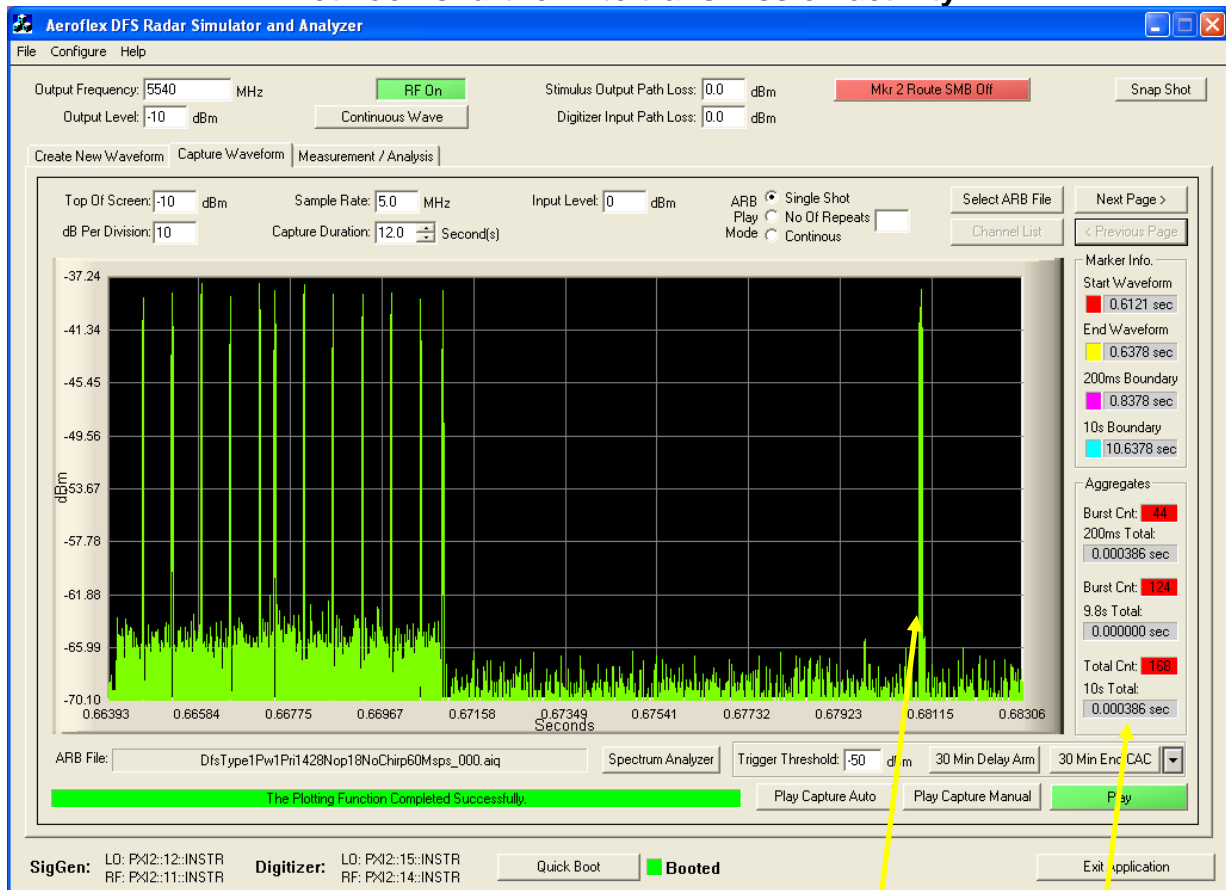 Aeroflex DFS Radar Simulator and Analyzer
File Configure Help
Output Frequency: 5540 MHz RF On Stimulus Output Path Loss: 0.0 dBm Mkr 2 Route SMB Off Snap Shot
Output Level: -10 dBm Continuous Wave Digitizer Input Path Loss: 0.0 dBm
Create New Waveform Capture Waveform Measurement / Analysis
Top Of Screen: -10 dBm Sample Rate: 5.0 MHz Input Level: 0 dBm ARB Play Mode Single Shot Select ARB File Next Page >
No Of Repeats
dB Per Division: 10 Capture Duration: 12.0 Second(s) Continous Channel List < Previous Page
-37.24
-41.34
-45.45
-49.56
-53.67
-57.78
-61.88
-65.99
-70.10
dBm
0.66393 0.66584 0.66775 0.66967 0.67158 0.67349 0.67541 0.67732 0.67923 0.68115 0.68306
Seconds
Marker Info.
Start Waveform
0.6121 sec
End Waveform
0.6378 sec
200ms Boundary
0.8378 sec
10s Boundary
10.6378 sec
Aggregates
Burst Cnt: 44
200ms Total:
0.000386 sec
Burst Cnt: 124
9.8s Total:
0.000000 sec
Total Cnt: 168
10s Total:
0.000386 sec
ARB File: DfsType1Pw1Pri1428Nop18NoChirp60Msps_000.aiq Spectrum Analyzer Trigger Threshold: -50 dBm 30 Min Delay Arm 30 Min End CAC
The Plotting Function Completed Successfully. Play Capture Auto Play Capture Manual Play
SigGen: LO: PXI2::12::INSTR Digitizer: LO: PXI2::15::INSTR Quick Boot Booted Exit Application
RF: PXI2::11::INSTR RF: PXI2::14::INSTR